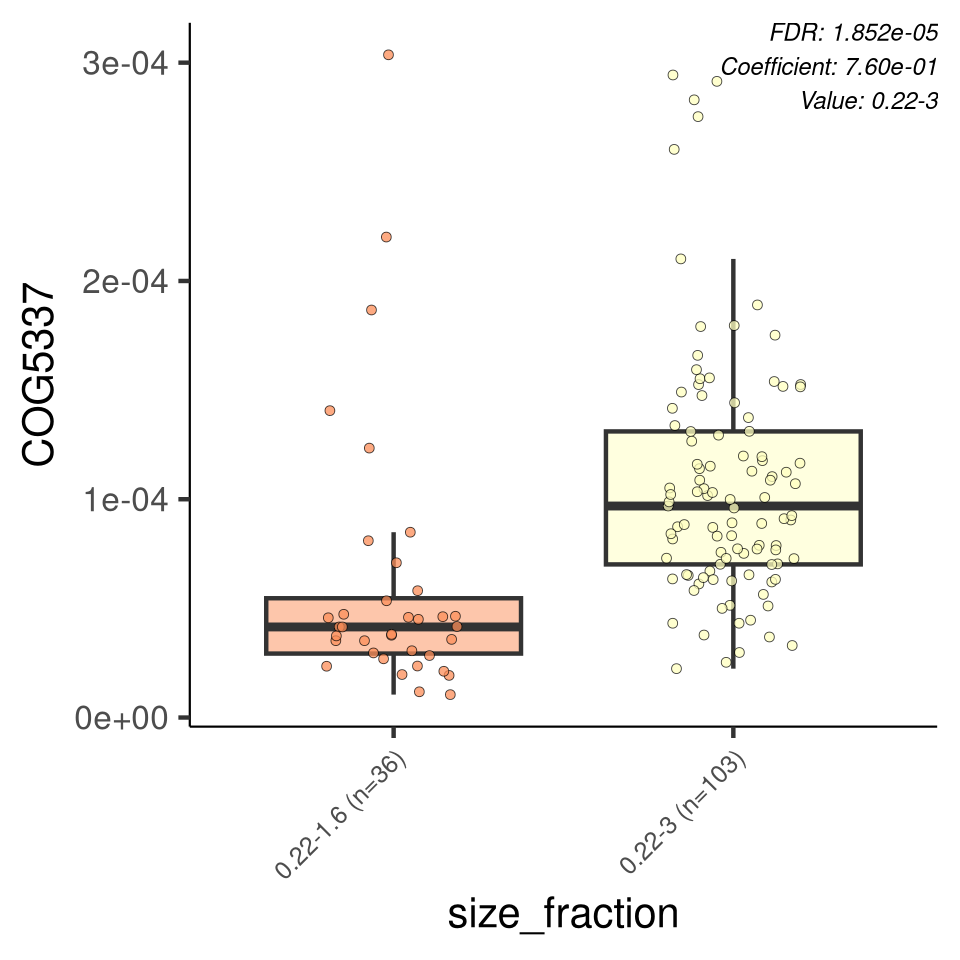 FDR: 1.852e-05
Coefficient: 7.60e-01
Value: 0.22-3
3e-04
2e-04
1e-04
0e+00
COG5337
0.22-1.6 (n=36)
0.22-3 (n=103)
size_fraction